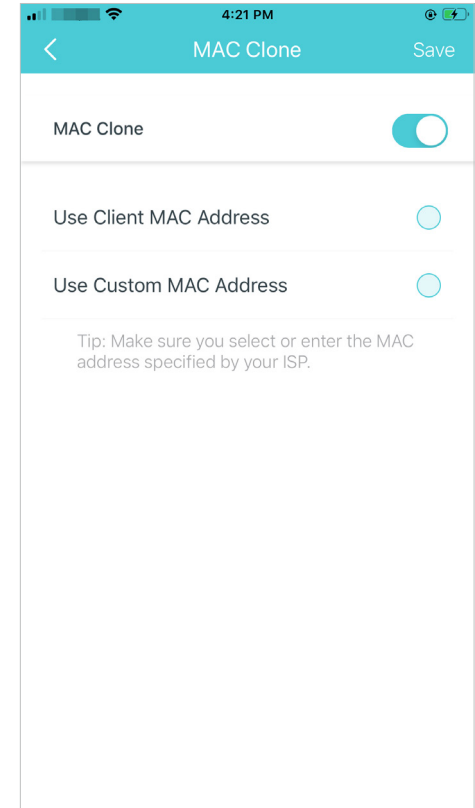 4:21 PM
MAC Clone
Save
MAC Clone
Use Client MAC Address
Use Custom MAC Address
Tip: Make sure you select or enter the MAC
address specified by your ISP.